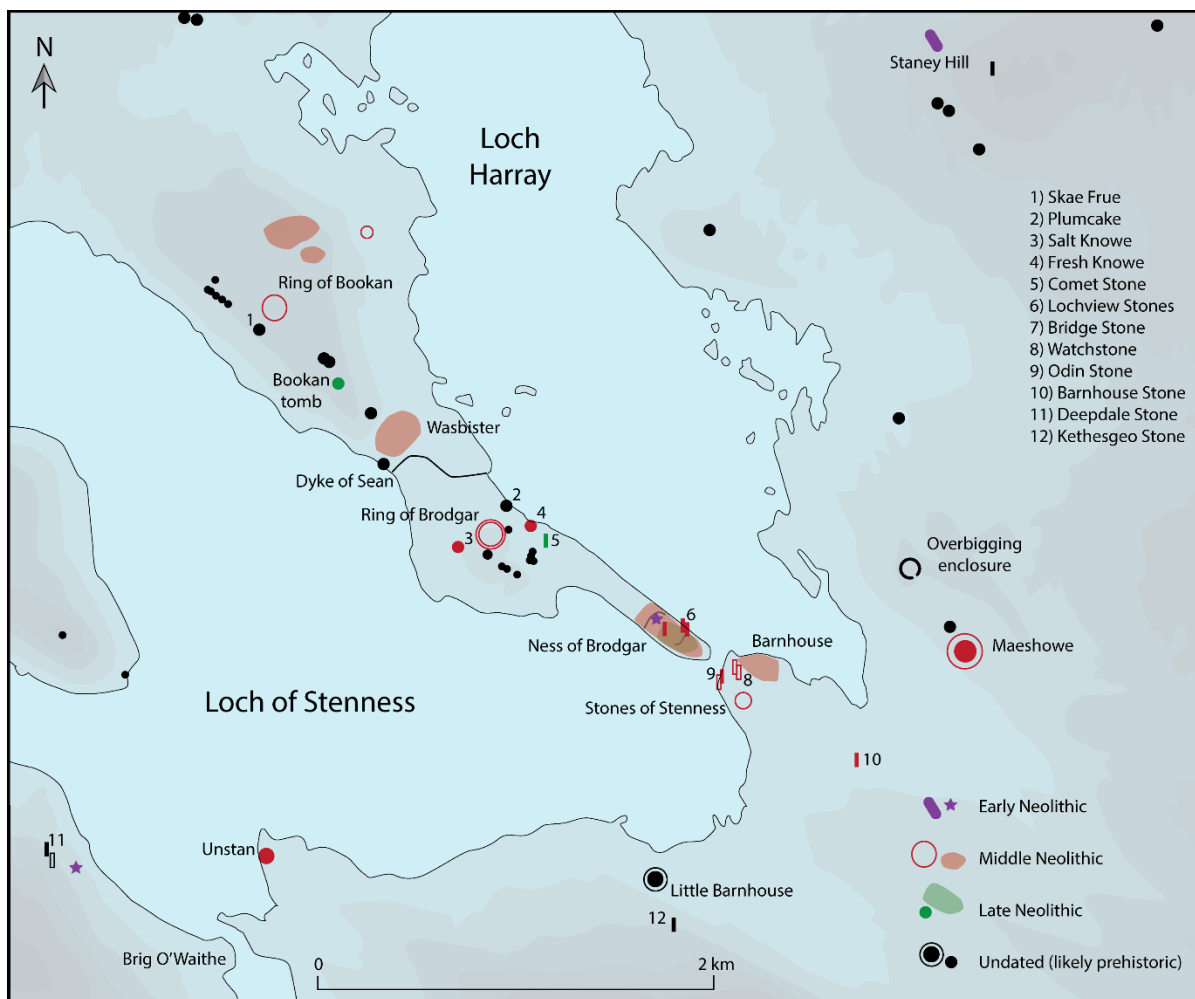 N
Staney Hill
Loch
Harray
1) Skae Frue
2) Plumcake
3) Salt Knowe
4) Fresh Knowe
5) Comet Stone
6) Lochview Stones
7) Bridge Stone
8) Watchstone
9) Odin Stone
10) Barnhouse Stone
11) Deepdale Stone
12) Kethesgeo Stone
Ring of Bookan
1
Bookan
tomb
Wasbister
Dyke of Sean
2
Ring of Brodgar
4
3
5
Overbigging
enclosure
6
Ness of Brodgar
Barnhouse
Maeshowe
9
8
Loch of Stenness
Stones of Stenness
10
Early Neolithic
11
Unstan
Middle Neolithic
Little Barnhouse
Late Neolithic
12
Brig O'Waithe
0
2 km
Undated (likely prehistoric)